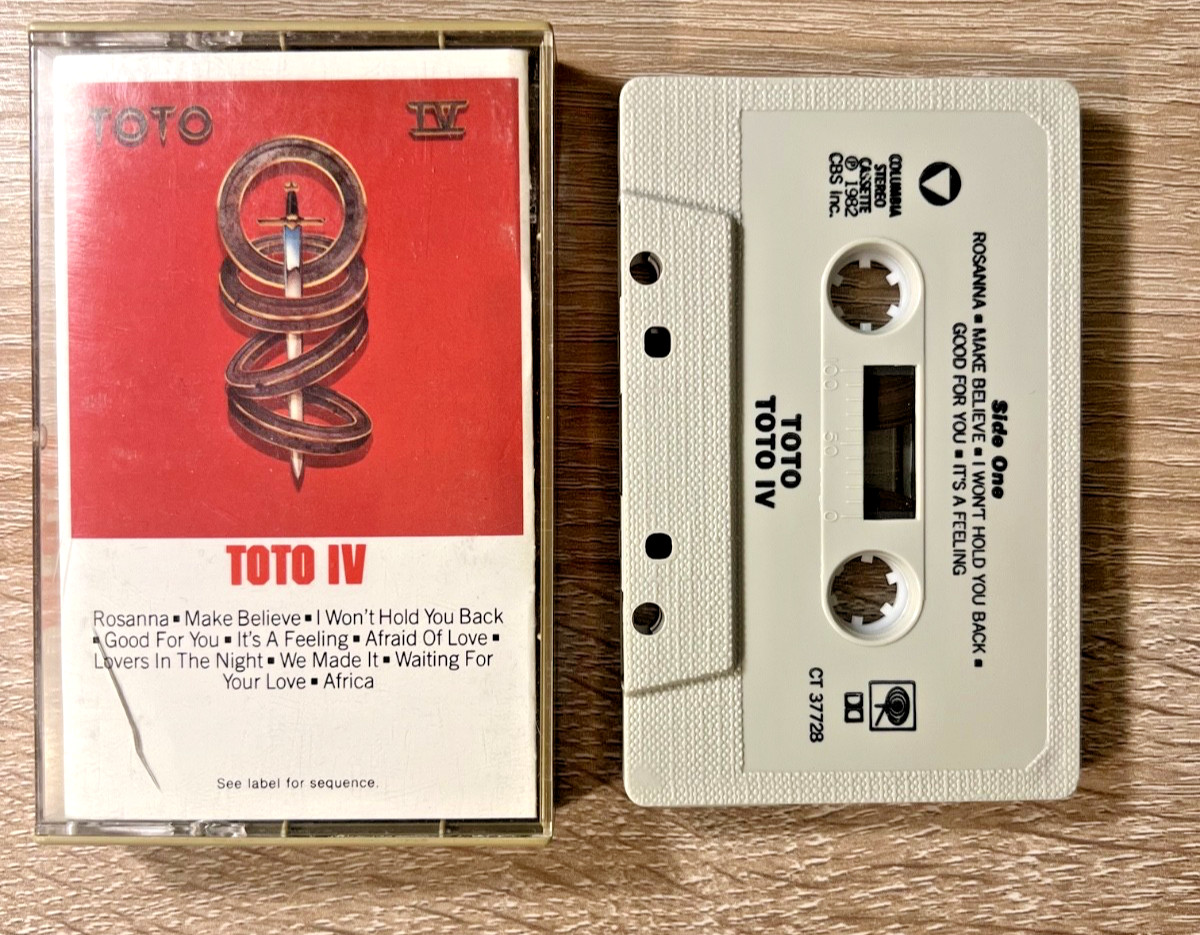 TOTO
IV
TOTO IV
Rosanna ▪ Make Believe ▪ I Won't Hold You Back
▪ Good For You ▪ It's A Feeling ▪ Afraid Of Love ▪
Lovers In The Night ▪ We Made It ▪ Waiting For
Your Love ▪ Africa
See label for sequence.
Side One
ROSANNA ▪ MAKE BELIEVE ▪ I WON'T HOLD YOU BACK ▪
GOOD FOR YOU ▪ IT'S A FEELING
COLUMBIA
STEREO
CASSETTE
℗ 1982
CBS Inc.
100 50 0
CT 37728
TOTO
TOTO IV